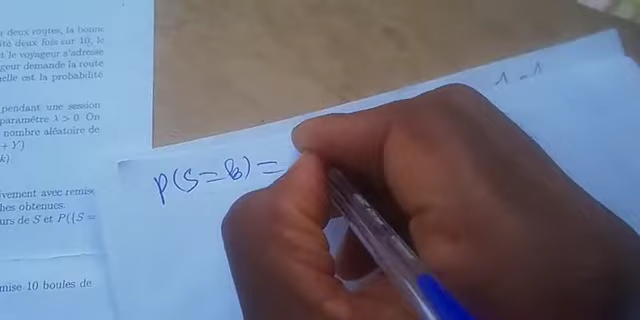 deux routes, la bonne
ité deux fois sur 10, le
t le voyageur s'adresse
geur demande la route
elle est la probabilité
pendant une session
paramètre λ > 0. On
nombre aléatoire de
+ Y)
k).
ivement avec remise
hes obtenues.
urs de S et P({S =
mise 10 boules de
P(S = k) =
1 - 1